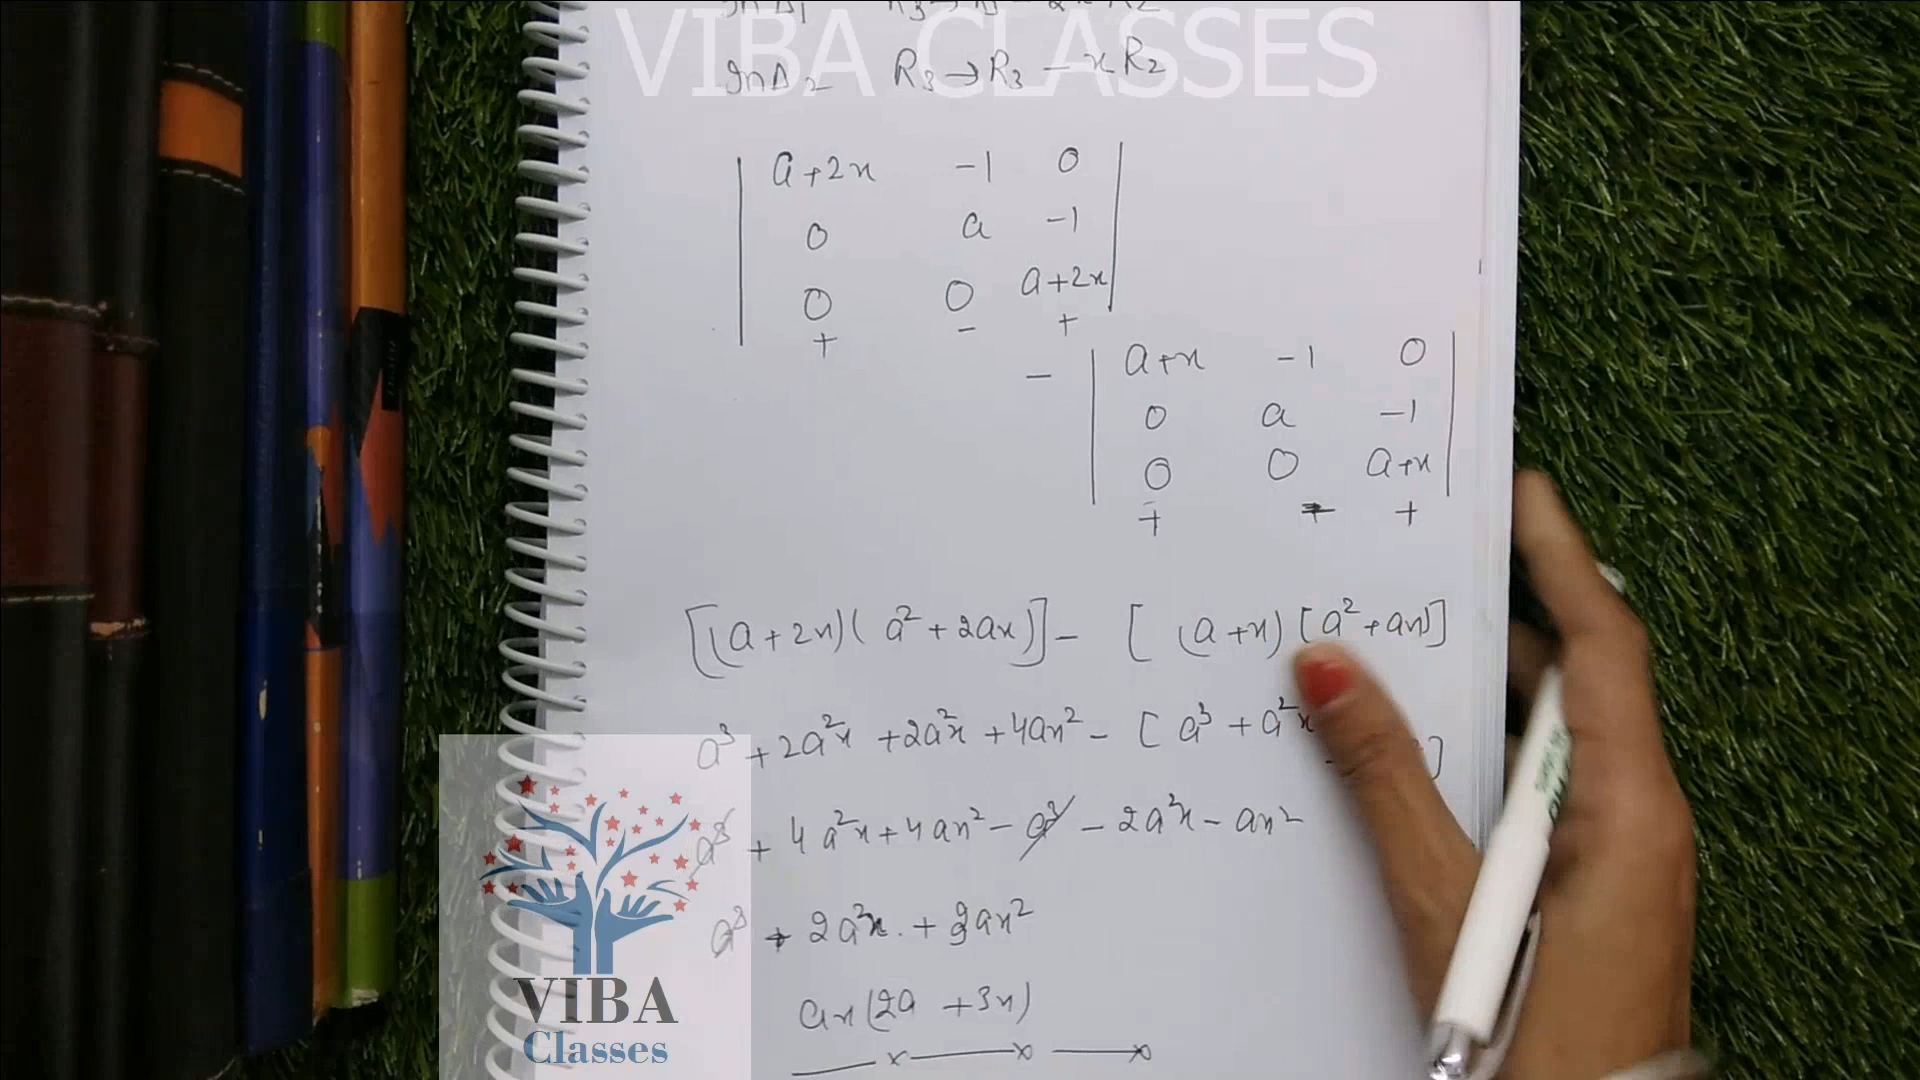 VIBA CLASSES
In Δ2 R3 → R3 - x R2
a+2x -1 0
0 a -1
0 0 a+2x
+ - +
- a+x -1 0
0 a -1
0 0 a+x
+ - +
[(a+2x)(a²+2ax)] - [(a+x)[a²+ax)]
a³+2a²x+2a²x+4ax² - [a³+a²x
]
a³+4a²x+4ax²-a³-2a²x-ax²
a³+2a²x.+3ax²
ax(2a+3x)
VIBA
Classes